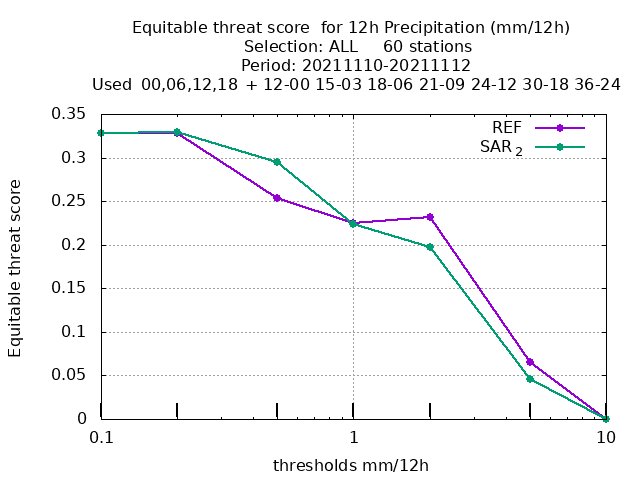 Equitable threat score  for 12h Precipitation (mm/12h)
Selection: ALL     60 stations
Period: 20211110-20211112
Used  00,06,12,18  + 12-00 15-03 18-06 21-09 24-12 30-18 36-24
REF
SAR 2
0.35
0.3
0.25
0.2
0.15
0.1
0.05
0
Equitable threat score
0.1
1
10
thresholds mm/12h